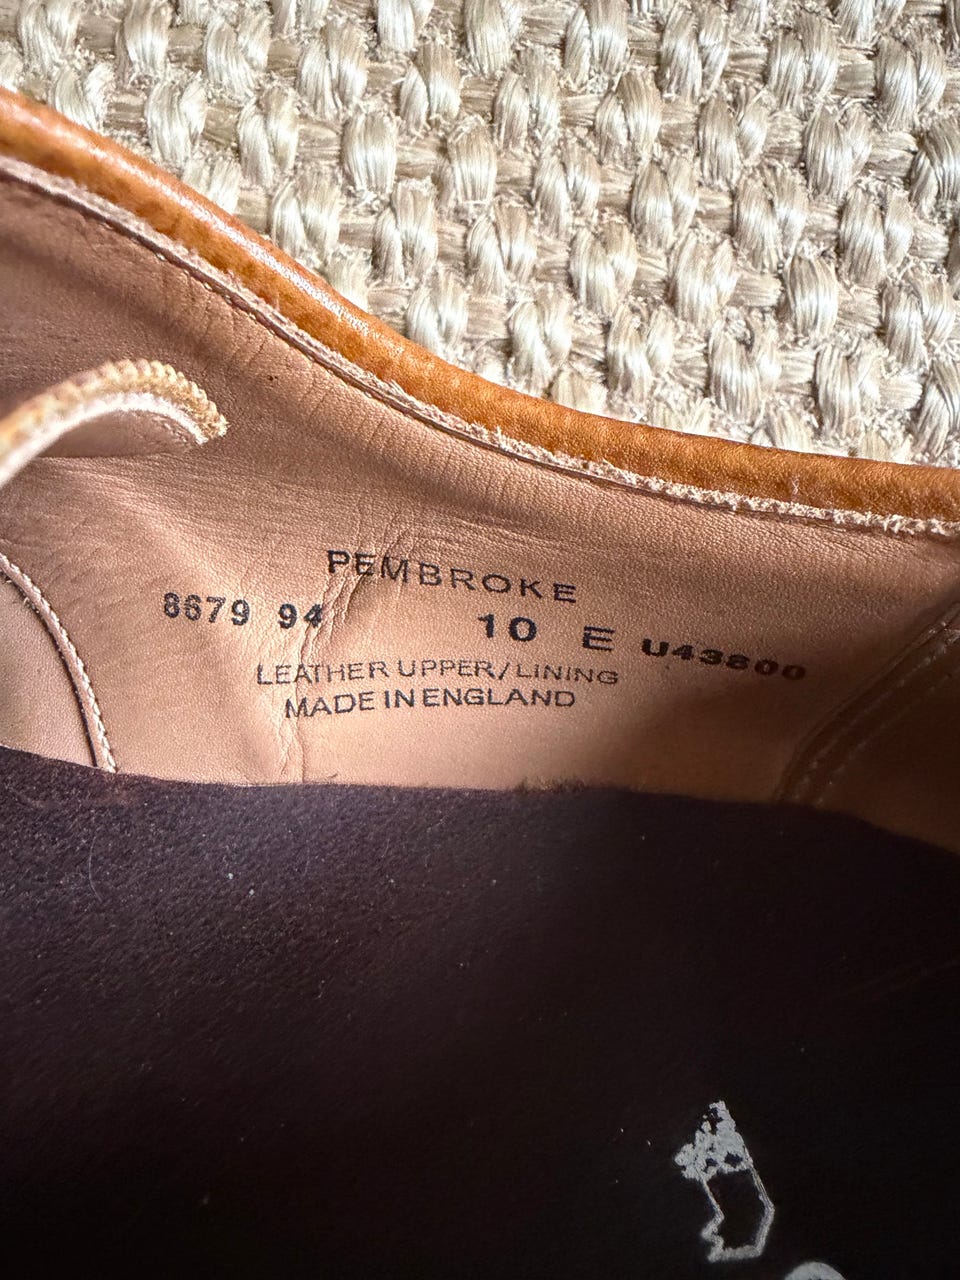 PEMBROKE
8679 94 10 E U43800
LEATHER UPPER/LINING
MADE IN ENGLAND